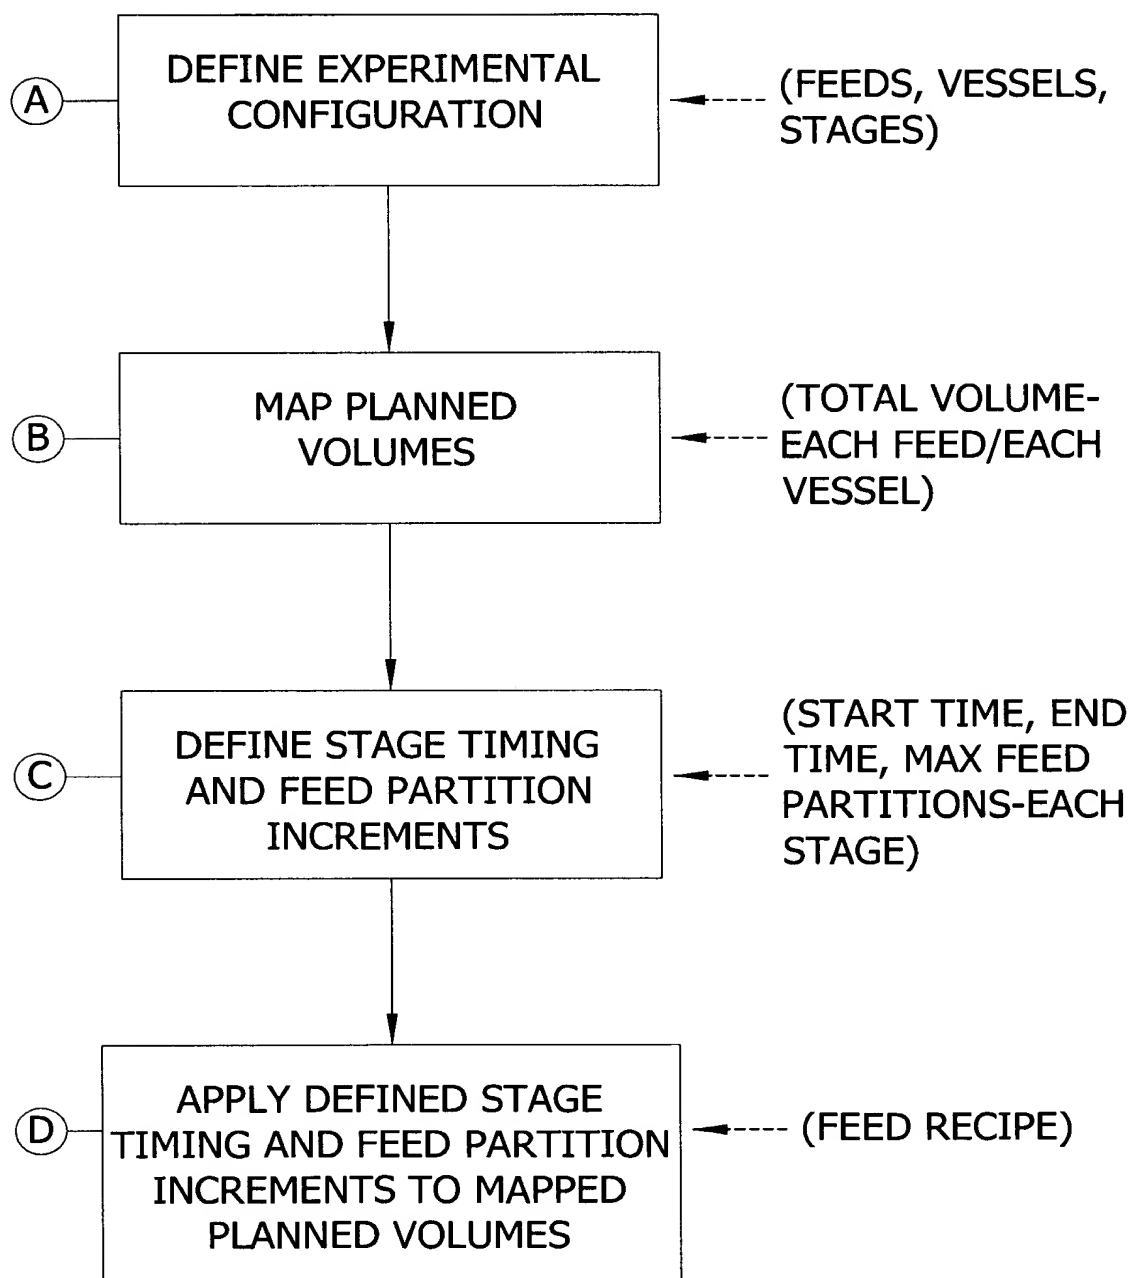 A
DEFINE EXPERIMENTAL
CONFIGURATION
(FEEDS, VESSELS,
STAGES)
B
MAP PLANNED
VOLUMES
(TOTAL VOLUME-
EACH FEED/EACH
VESSEL)
C
DEFINE STAGE TIMING
AND FEED PARTITION
INCREMENTS
(START TIME, END
TIME, MAX FEED
PARTITIONS-EACH
STAGE)
D
APPLY DEFINED STAGE
TIMING AND FEED PARTITION
INCREMENTS TO MAPPED
PLANNED VOLUMES
(FEED RECIPE)